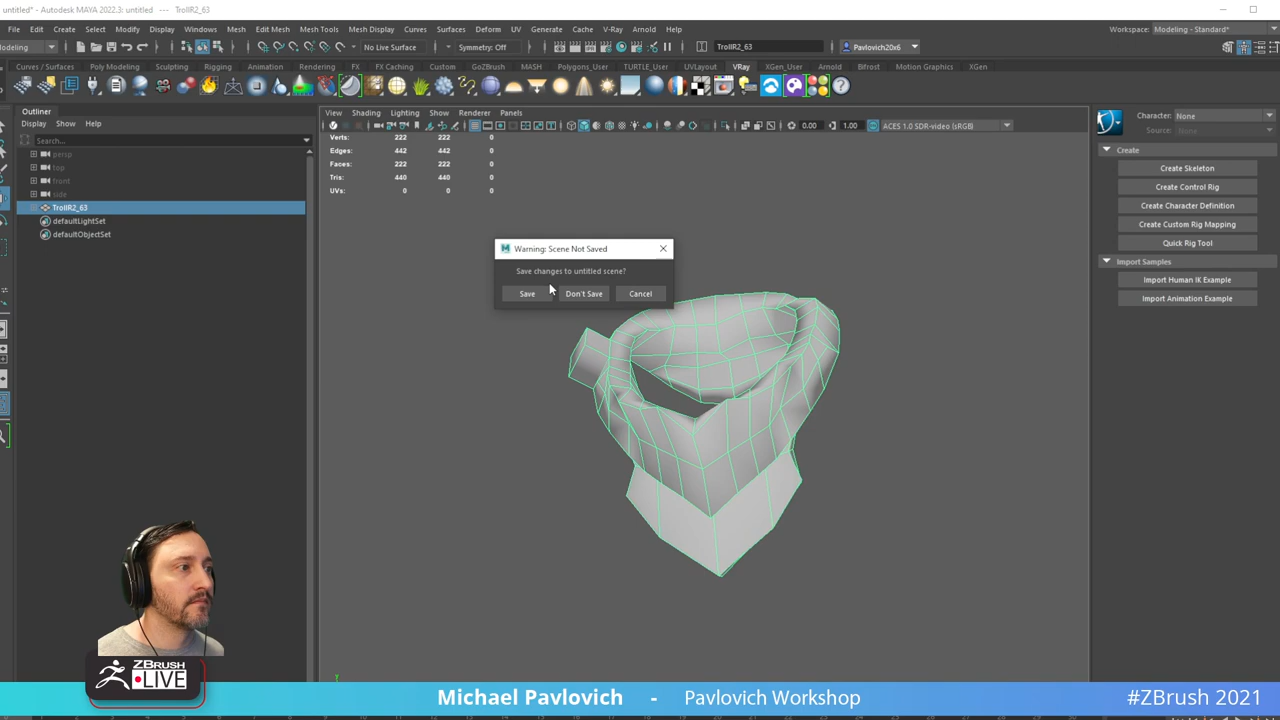 untitled* - Autodesk MAYA 2022.3: untitled --- TrollR2_63
File Edit Create Select Modify Display Windows Mesh Edit Mesh Mesh Tools Mesh Display Curves Surfaces Deform UV Generate Cache V-Ray Arnold Help
Workspace: Modeling - Standard*
odeling No Live Surface Symmetry: Off TrollR2_63 Pavlovich20x6
Curves / Surfaces Poly Modeling Sculpting Rigging Animation Rendering FX FX Caching Custom GoZBrush MASH Polygons_User TURTLE_User UVLayout VRay XGen_User Arnold Bifrost Motion Graphics XGen
Outliner
Display Show Help
Search...
persp
top
front
side
TrollR2_63
defaultLightSet
defaultObjectSet
View Shading Lighting Show Renderer Panels
0.00 1.00 ACES 1.0 SDR-video (sRGB)
Verts: 222 222 0
Edges: 442 442 0
Faces: 222 222 0
Tris: 440 440 0
UVs: 0 0 0
Warning: Scene Not Saved
Save changes to untitled scene?
Save Don't Save Cancel
Character: None
Source: None
Create
Create Skeleton
Create Control Rig
Create Character Definition
Create Custom Rig Mapping
Quick Rig Tool
Import Samples
Import Human IK Example
Import Animation Example
ZBRUSH
LIVE
Michael Pavlovich - Pavlovich Workshop #ZBrush 2021